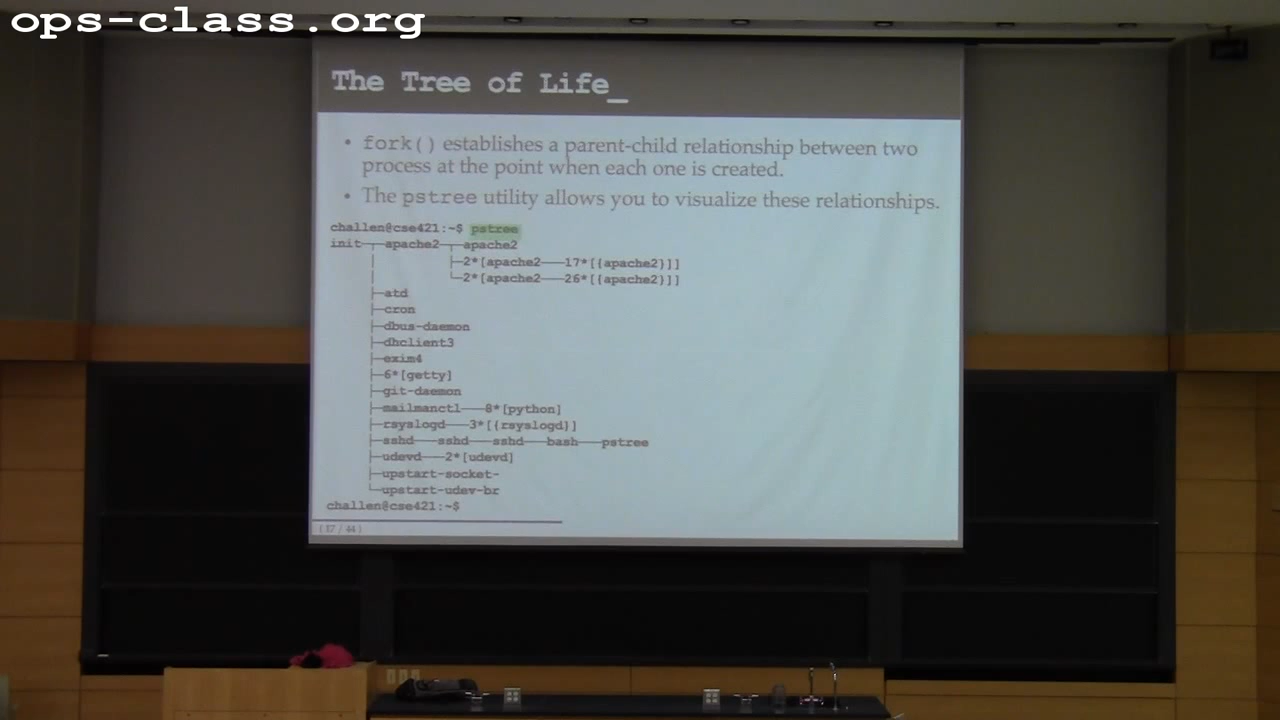 ops-class.org
The Tree of Life_
• fork() establishes a parent-child relationship between two
process at the point when each one is created.
• The pstree utility allows you to visualize these relationships.
challen@cse421:~$ pstree
init─┬─apache2─┬─apache2
│         ├─2*[apache2───17*[{apache2}]]
│         └─2*[apache2───26*[{apache2}]]
├─atd
├─cron
├─dbus-daemon
├─dhclient3
├─exim4
├─6*[getty]
├─git-daemon
├─mailmanctl───8*[python]
├─rsyslogd───3*[{rsyslogd}]
├─sshd───sshd───sshd───bash───pstree
├─udevd───2*[udevd]
├─upstart-socket-
└─upstart-udev-br
challen@cse421:~$
( 17 / 44 )